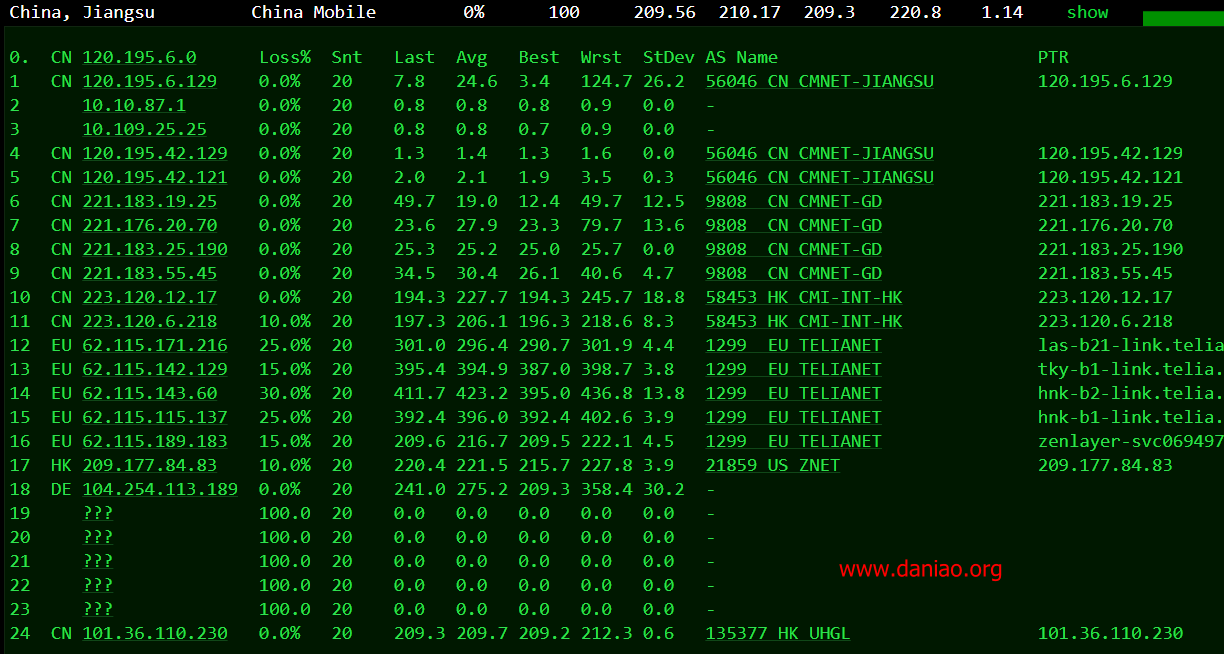 China, Jiangsu China Mobile 0% 100 209.56 210.17 209.3 220.8 1.14 show
0. CN 120.195.6.0 Loss% Snt Last Avg Best Wrst StDev AS Name PTR
1 CN 120.195.6.129 0.0% 20 7.8 24.6 3.4 124.7 26.2 56046 CN CMNET-JIANGSU 120.195.6.129
2 10.10.87.1 0.0% 20 0.8 0.8 0.8 0.9 0.0 -
3 10.109.25.25 0.0% 20 0.8 0.8 0.7 0.9 0.0 -
4 CN 120.195.42.129 0.0% 20 1.3 1.4 1.3 1.6 0.0 56046 CN CMNET-JIANGSU 120.195.42.129
5 CN 120.195.42.121 0.0% 20 2.0 2.1 1.9 3.5 0.3 56046 CN CMNET-JIANGSU 120.195.42.121
6 CN 221.183.19.25 0.0% 20 49.7 19.0 12.4 49.7 12.5 9808 CN CMNET-GD 221.183.19.25
7 CN 221.176.20.70 0.0% 20 23.6 27.9 23.3 79.7 13.6 9808 CN CMNET-GD 221.176.20.70
8 CN 221.183.25.190 0.0% 20 25.3 25.2 25.0 25.7 0.0 9808 CN CMNET-GD 221.183.25.190
9 CN 221.183.55.45 0.0% 20 34.5 30.4 26.1 40.6 4.7 9808 CN CMNET-GD 221.183.55.45
10 CN 223.120.12.17 0.0% 20 194.3 227.7 194.3 245.7 18.8 58453 HK CMI-INT-HK 223.120.12.17
11 CN 223.120.6.218 10.0% 20 197.3 206.1 196.3 218.6 8.3 58453 HK CMI-INT-HK 223.120.6.218
12 EU 62.115.171.216 25.0% 20 301.0 296.4 290.7 301.9 4.4 1299 EU TELIANET las-b21-link.telia
13 EU 62.115.142.129 15.0% 20 395.4 394.9 387.0 398.7 3.8 1299 EU TELIANET tky-b1-link.telia.
14 EU 62.115.143.60 30.0% 20 411.7 423.2 395.0 436.8 13.8 1299 EU TELIANET hnk-b2-link.telia.
15 EU 62.115.115.137 25.0% 20 392.4 396.0 392.4 402.6 3.9 1299 EU TELIANET hnk-b1-link.telia.
16 EU 62.115.189.183 15.0% 20 209.6 216.7 209.5 222.1 4.5 1299 EU TELIANET zenlayer-svc069497
17 HK 209.177.84.83 10.0% 20 220.4 221.5 215.7 227.8 3.9 21859 US ZNET 209.177.84.83
18 DE 104.254.113.189 0.0% 20 241.0 275.2 209.3 358.4 30.2 -
19 ??? 100.0 20 0.0 0.0 0.0 0.0 0.0 -
20 ??? 100.0 20 0.0 0.0 0.0 0.0 0.0 -
21 ??? 100.0 20 0.0 0.0 0.0 0.0 0.0 -
www.daniao.org
22 ??? 100.0 20 0.0 0.0 0.0 0.0 0.0 -
23 ??? 100.0 20 0.0 0.0 0.0 0.0 0.0 -
24 CN 101.36.110.230 0.0% 20 209.3 209.7 209.2 212.3 0.6 135377 HK UHGL 101.36.110.230